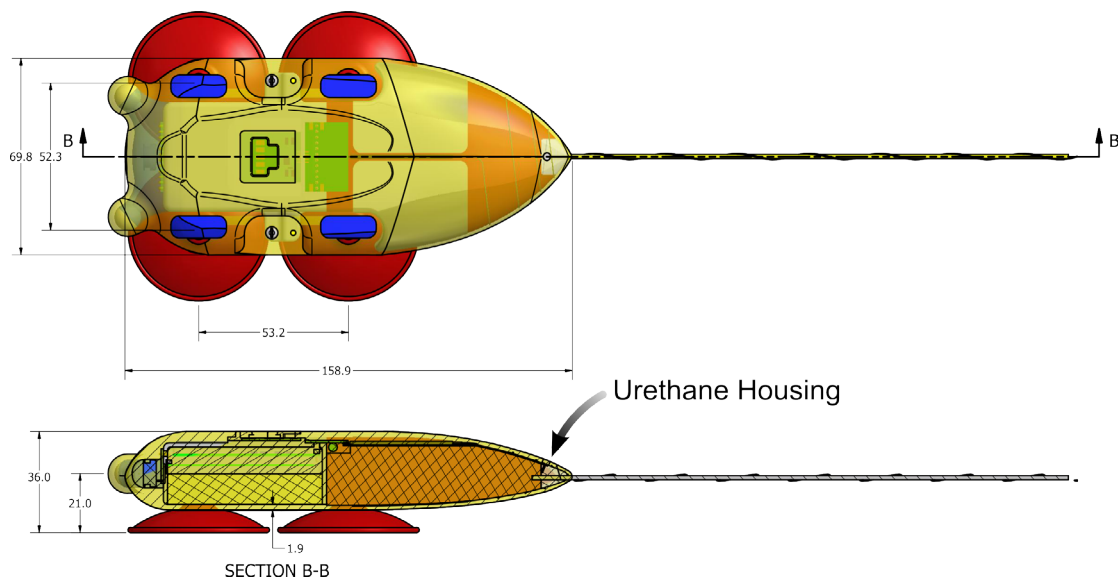 B
B
69.8
52.3
53.2
158.9
Urethane Housing
36.0
21.0
1.9
SECTION B-B